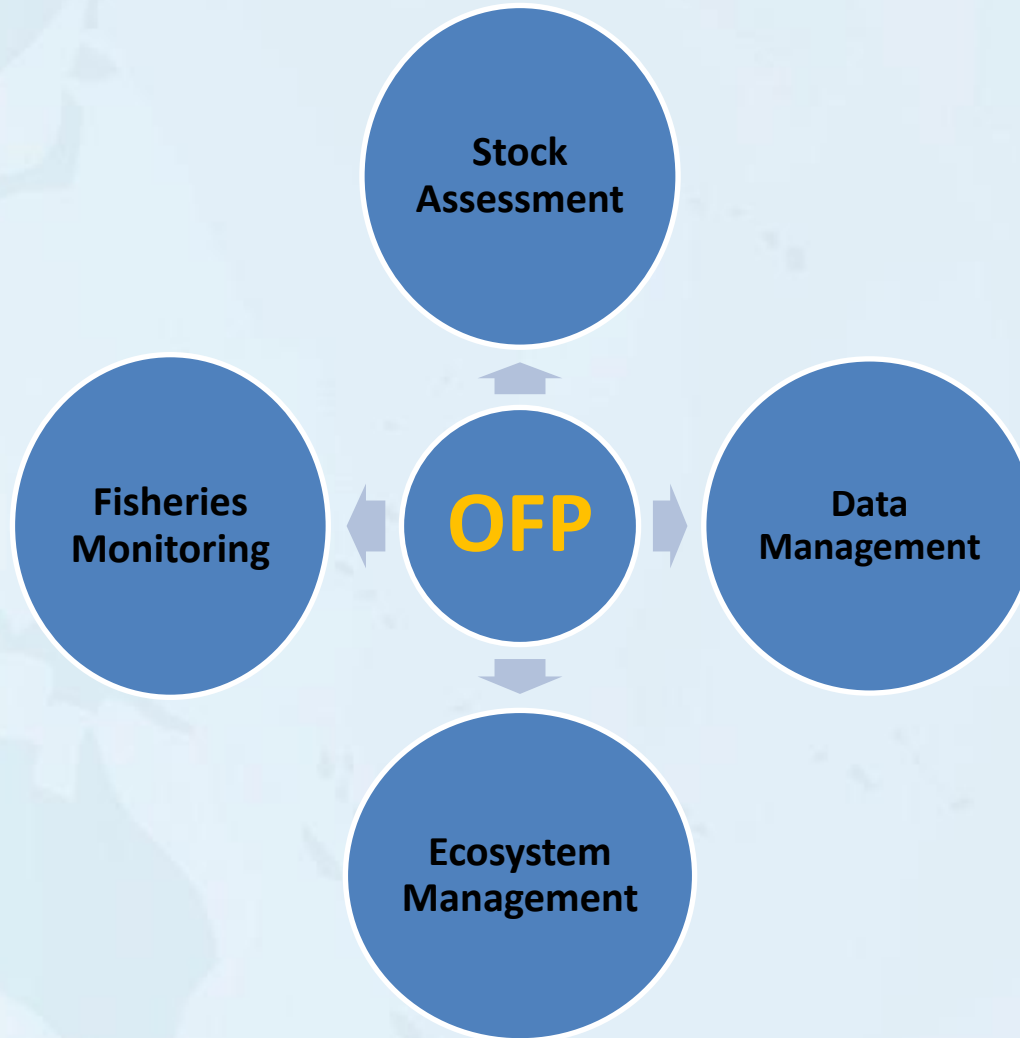 Stock
Assessment
Fisheries
Monitoring
OFP
Data
Management
Ecosystem
Management